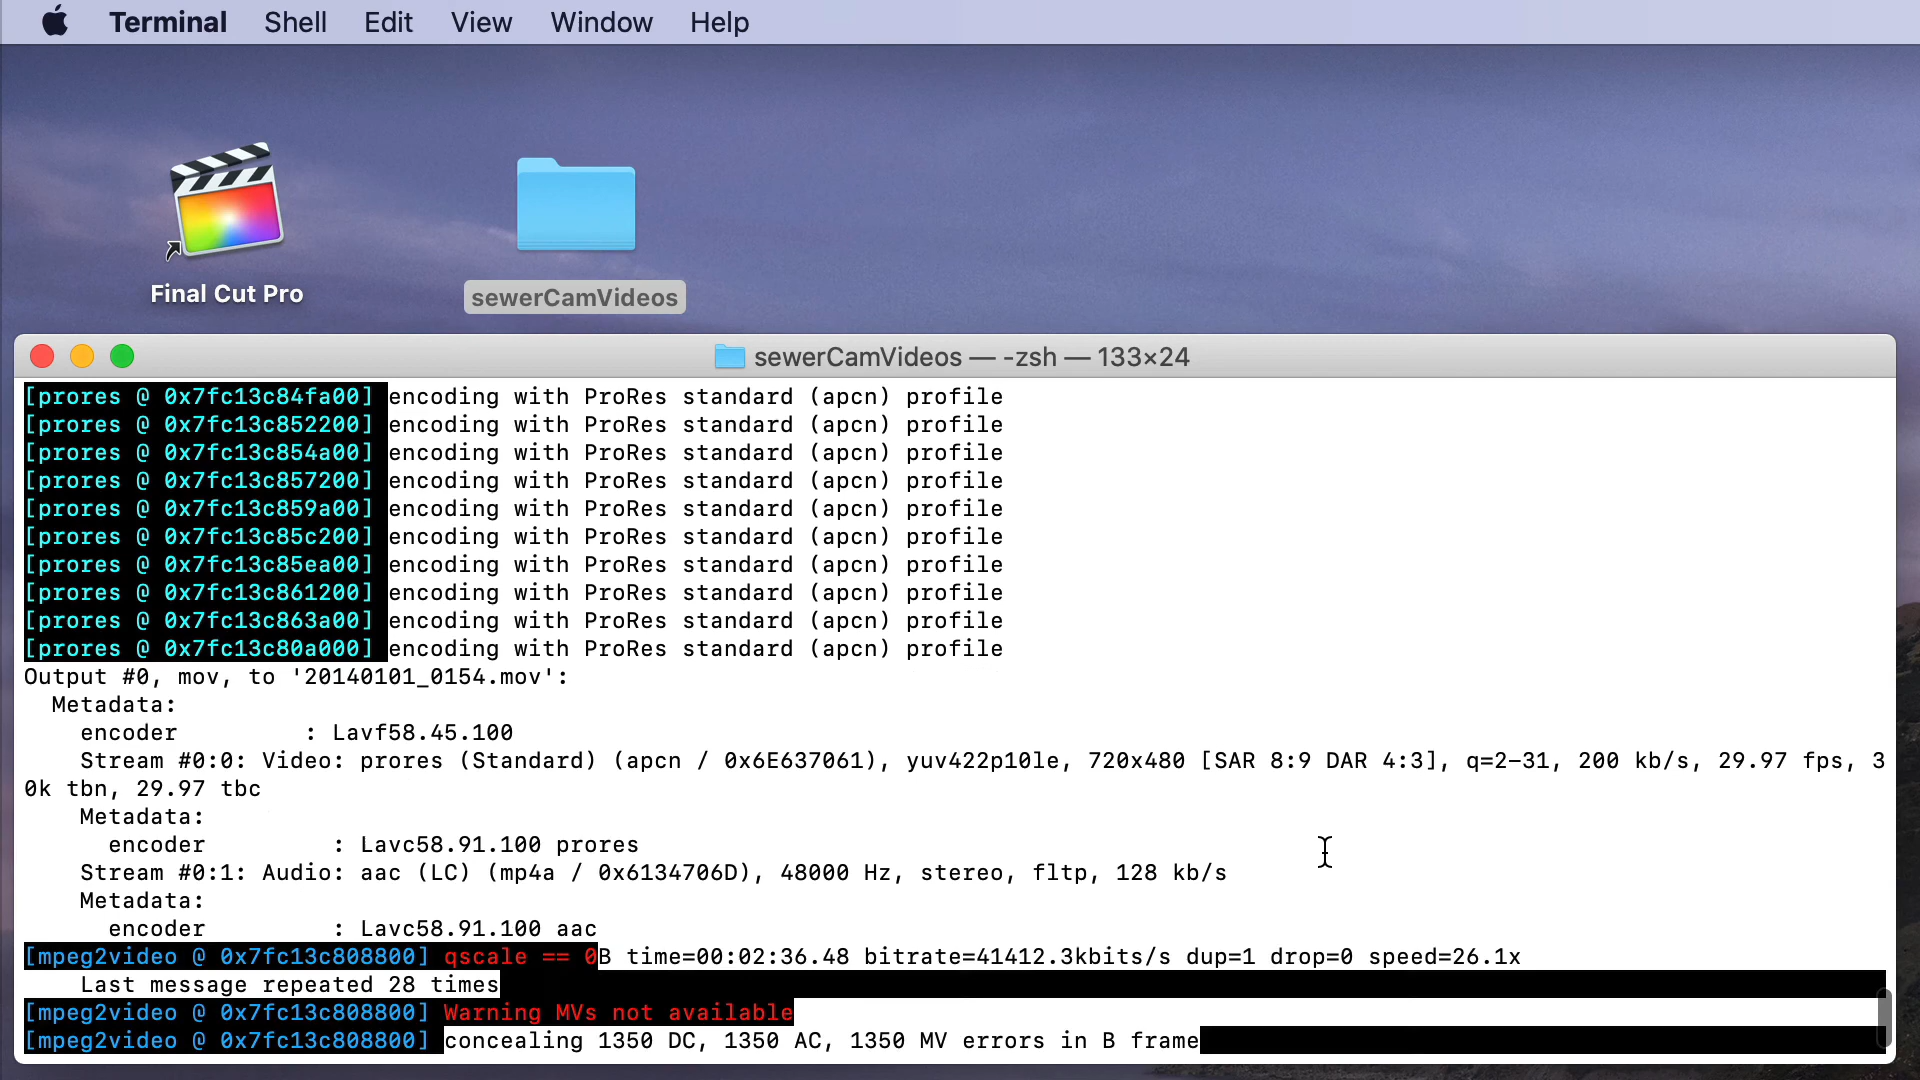 Terminal Shell Edit View Window Help
Final Cut Pro
sewerCamVideos
sewerCamVideos — -zsh — 133×24
[prores @ 0x7fc13c84fa00] encoding with ProRes standard (apcn) profile
[prores @ 0x7fc13c852200] encoding with ProRes standard (apcn) profile
[prores @ 0x7fc13c854a00] encoding with ProRes standard (apcn) profile
[prores @ 0x7fc13c857200] encoding with ProRes standard (apcn) profile
[prores @ 0x7fc13c859a00] encoding with ProRes standard (apcn) profile
[prores @ 0x7fc13c85c200] encoding with ProRes standard (apcn) profile
[prores @ 0x7fc13c85ea00] encoding with ProRes standard (apcn) profile
[prores @ 0x7fc13c861200] encoding with ProRes standard (apcn) profile
[prores @ 0x7fc13c863a00] encoding with ProRes standard (apcn) profile
[prores @ 0x7fc13c80a000] encoding with ProRes standard (apcn) profile
Output #0, mov, to '20140101_0154.mov':
  Metadata:
    encoder         : Lavf58.45.100
    Stream #0:0: Video: prores (Standard) (apcn / 0x6E637061), yuv422p10le, 720x480 [SAR 8:9 DAR 4:3], q=2-31, 200 kb/s, 29.97 fps, 3
0k tbn, 29.97 tbc
    Metadata:
      encoder         : Lavc58.91.100 prores
    Stream #0:1: Audio: aac (LC) (mp4a / 0x6134706D), 48000 Hz, stereo, fltp, 128 kb/s
    Metadata:
      encoder         : Lavc58.91.100 aac
[mpeg2video @ 0x7fc13c808800] qscale == 0B time=00:02:36.48 bitrate=41412.3kbits/s dup=1 drop=0 speed=26.1x
    Last message repeated 28 times
[mpeg2video @ 0x7fc13c808800] Warning MVs not available
[mpeg2video @ 0x7fc13c808800] concealing 1350 DC, 1350 AC, 1350 MV errors in B frame